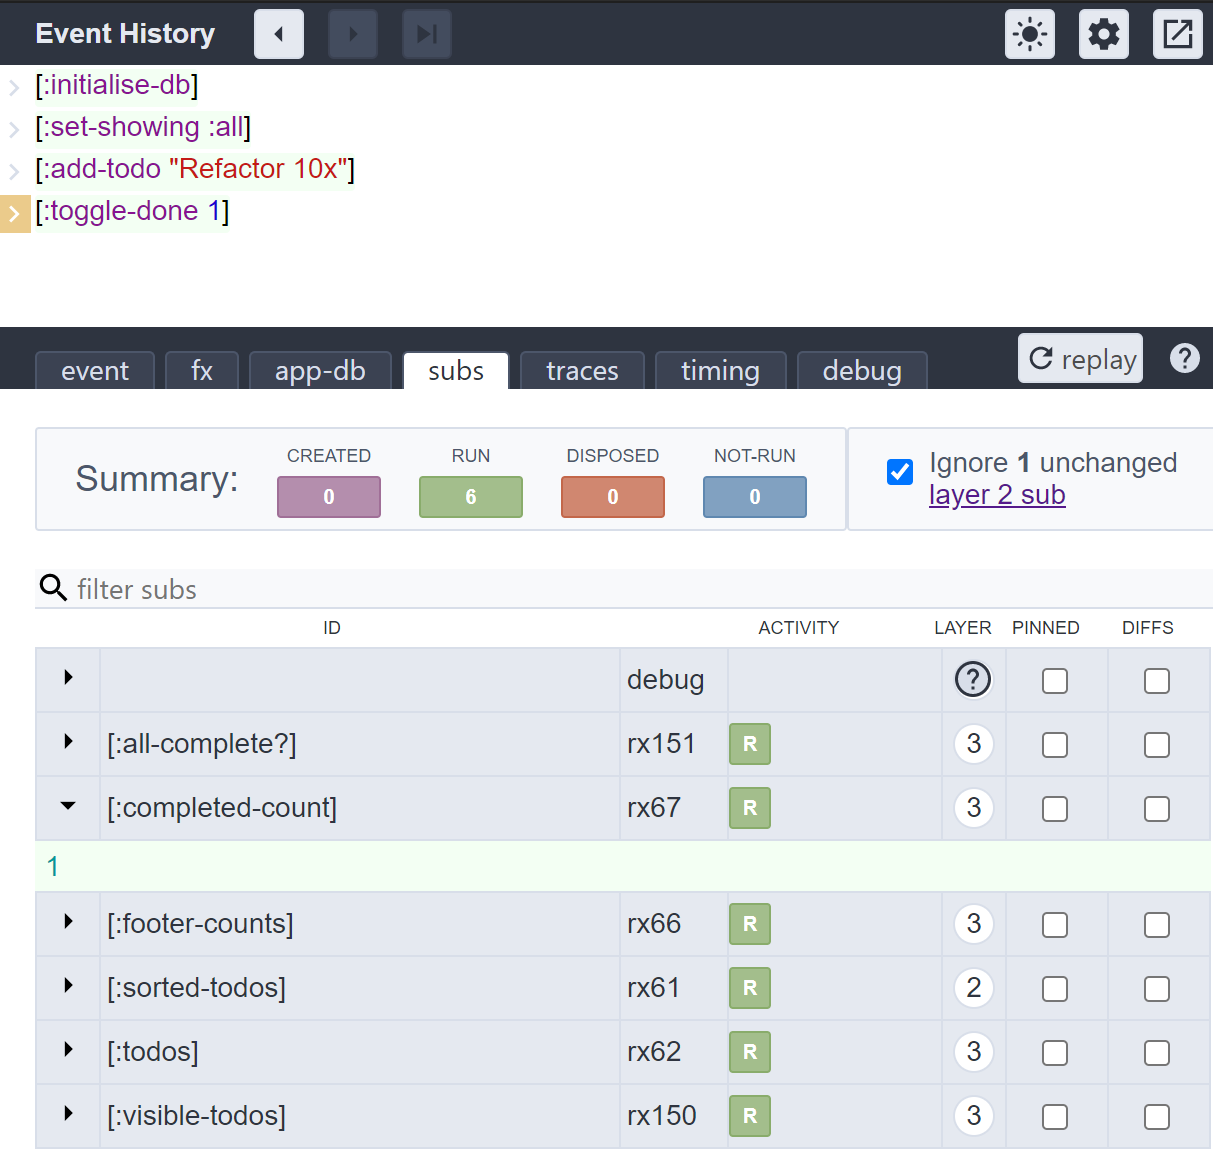 Event History
[:initialise-db]
[:set-showing :all]
[:add-todo "Refactor 10x"]
[:toggle-done 1]
event fx app-db subs traces timing debug replay ?
Summary: CREATED RUN DISPOSED NOT-RUN
0 6 0 0
Ignore 1 unchanged
layer 2 sub
filter subs
ID ACTIVITY LAYER PINNED DIFFS
debug ?
[:all-complete?] rx151 R 3
[:completed-count] rx67 R 3
1
[:footer-counts] rx66 R 3
[:sorted-todos] rx61 R 2
[:todos] rx62 R 3
[:visible-todos] rx150 R 3